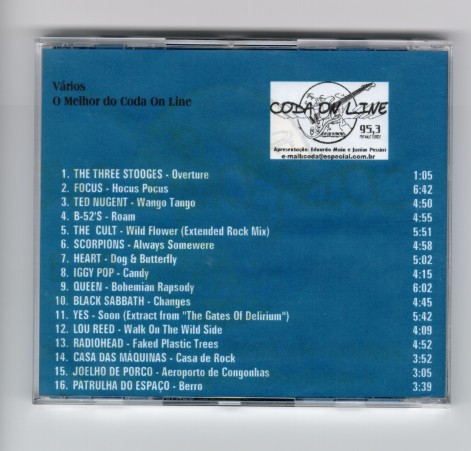 Vários
O Melhor do Coda On Line
CODA ON LINE
95,3
Apresentação: Eduardo Maia e Junior Pessini
e-mail:coda@especial.com.br
1. THE THREE STOOGES - Overture 1:05
2. FOCUS - Hocus Pocus 6:42
3. TED NUGENT - Wango Tango 4:50
4. B-52'S - Roam 4:55
5. THE CULT - Wild Flower (Extended Rock Mix) 5:51
6. SCORPIONS - Always Somewere 4:58
7. HEART - Dog & Butterfly 5:02
8. IGGY POP - Candy 4:15
9. QUEEN - Bohemian Rapsody 6:02
10. BLACK SABBATH - Changes 4:45
11. YES - Soon (Extract from "The Gates Of Delirium") 5:42
12. LOU REED - Walk On The Wild Side 4:09
13. RADIOHEAD - Faked Plastic Trees 4:52
14. CASA DAS MÁQUINAS - Casa de Rock 3:52
15. JOELHO DE PORCO - Aeroporto de Congonhas 3:05
16. PATRULHA DO ESPAÇO - Berro 3:39